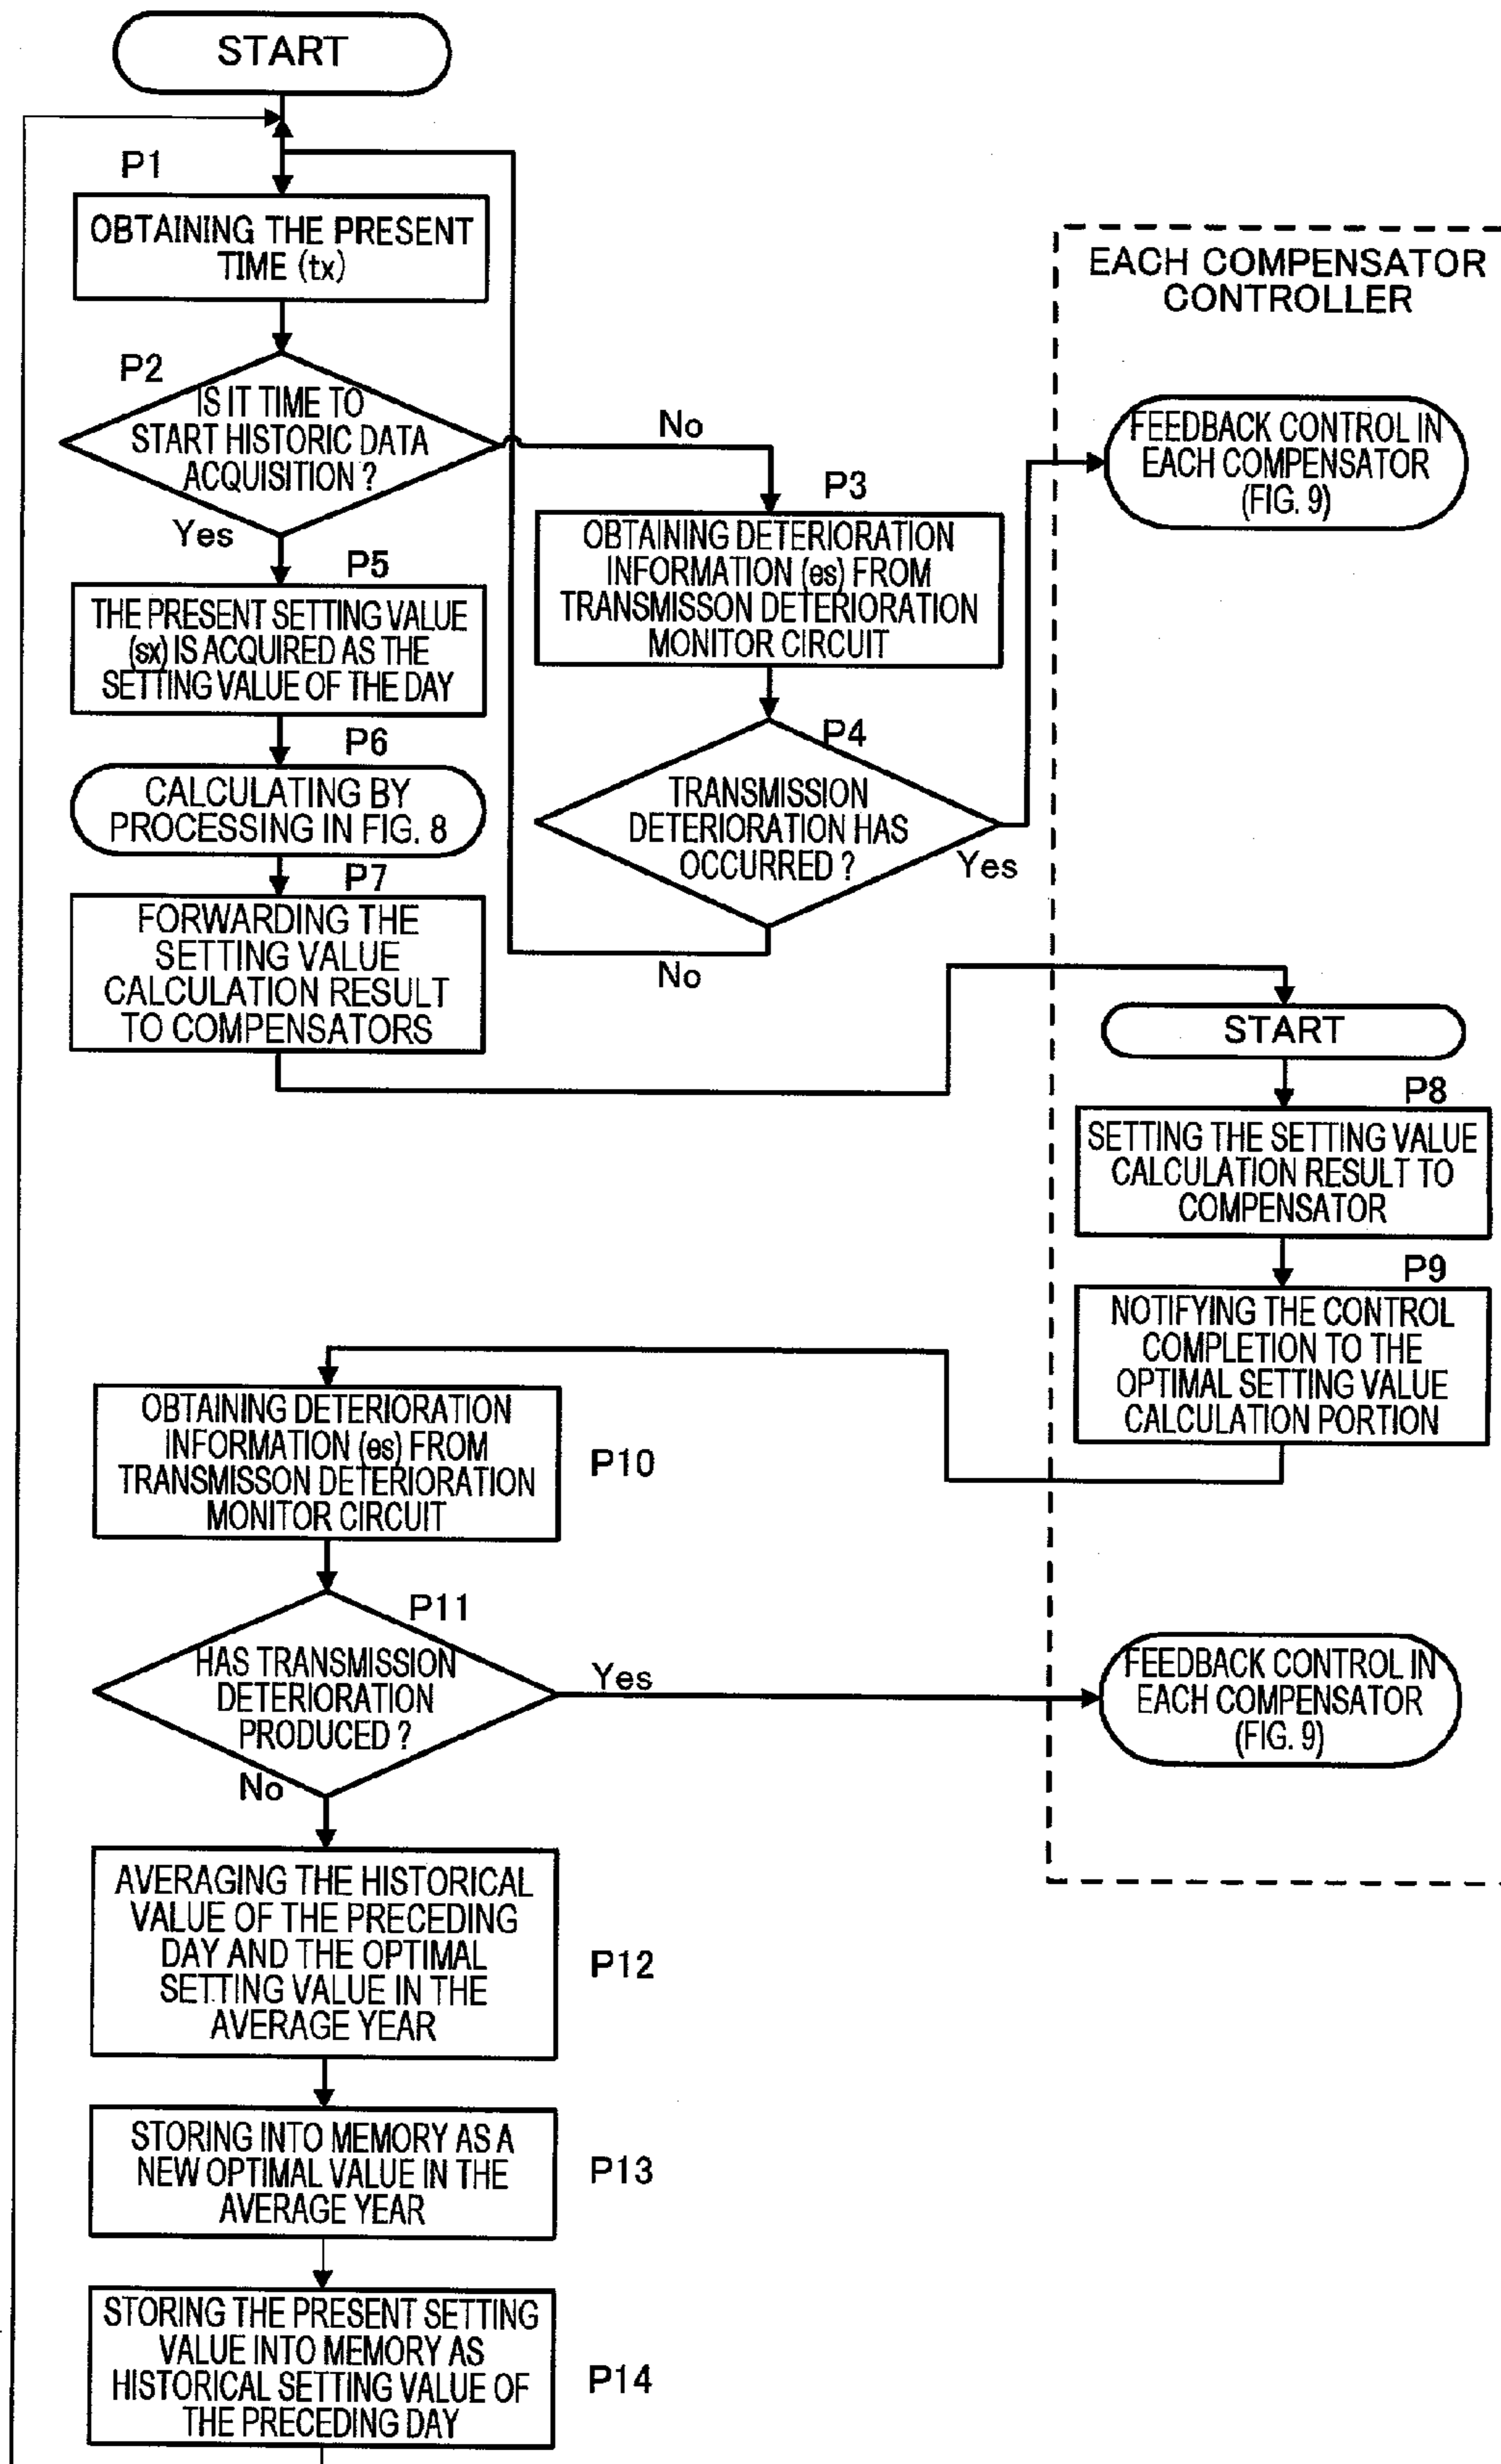 START
P1
OBTAINING THE PRESENT
TIME (tx)
P2
IS IT TIME TO
START HISTORIC DATA
ACQUISITION ?
No
Yes
P3
OBTAINING DETERIORATION
INFORMATION (es) FROM
TRANSMISSON DETERIORATION
MONITOR CIRCUIT
P4
TRANSMISSION
DETERIORATION HAS
OCCURRED ?
Yes
No
P5
THE PRESENT SETTING VALUE
(sx) IS ACQUIRED AS THE
SETTING VALUE OF THE DAY
P6
CALCULATING BY
PROCESSING IN FIG. 8
P7
FORWARDING THE
SETTING VALUE
CALCULATION RESULT
TO COMPENSATORS
EACH COMPENSATOR
CONTROLLER
FEEDBACK CONTROL IN
EACH COMPENSATOR
(FIG. 9)
START
P8
SETTING THE SETTING VALUE
CALCULATION RESULT TO
COMPENSATOR
P9
NOTIFYING THE CONTROL
COMPLETION TO THE
OPTIMAL SETTING VALUE
CALCULATION PORTION
OBTAINING DETERIORATION
INFORMATION (es) FROM
TRANSMISSON DETERIORATION
MONITOR CIRCUIT
P10
P11
HAS TRANSMISSION
DETERIORATION
PRODUCED ?
Yes
No
FEEDBACK CONTROL IN
EACH COMPENSATOR
(FIG. 9)
AVERAGING THE HISTORICAL
VALUE OF THE PRECEDING
DAY AND THE OPTIMAL
SETTING VALUE IN THE
AVERAGE YEAR
P12
STORING INTO MEMORY AS A
NEW OPTIMAL VALUE IN THE
AVERAGE YEAR
P13
STORING THE PRESENT SETTING
VALUE INTO MEMORY AS
HISTORICAL SETTING VALUE OF
THE PRECEDING DAY
P14